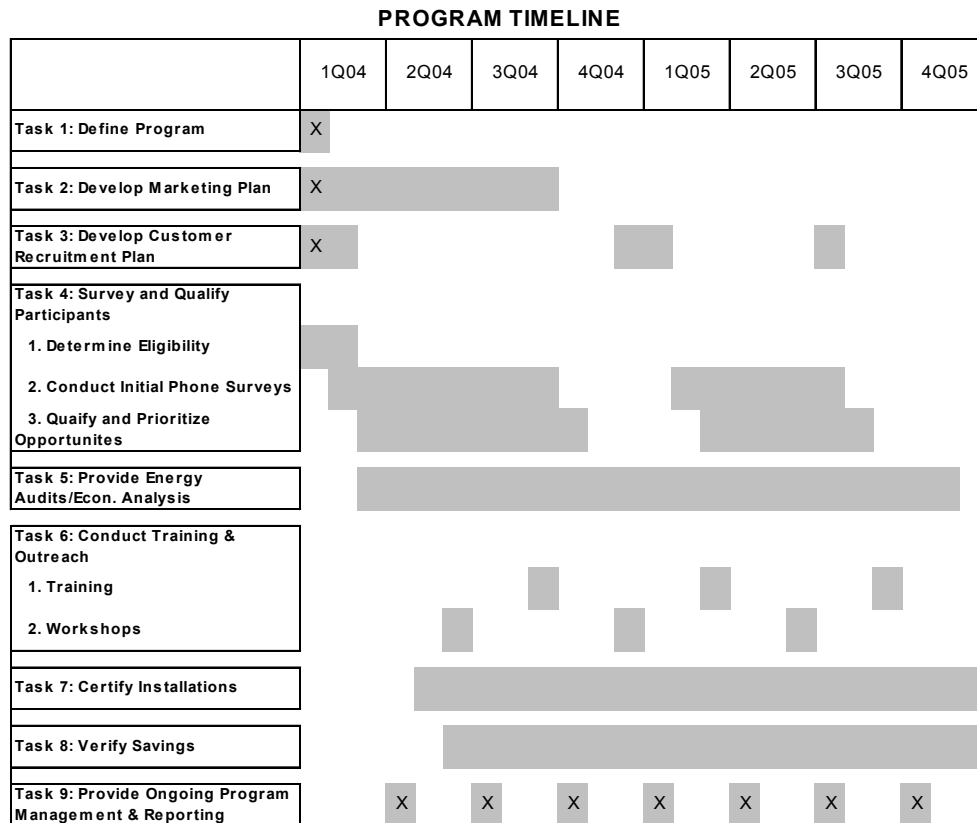 PROGRAM TIMELINE
1Q04 2Q04 3Q04 4Q04 1Q05 2Q05 3Q05 4Q05
Task 1: Define Program X
Task 2: Develop Marketing Plan X
Task 3: Develop Customer
Recruitment Plan X
Task 4: Survey and Qualify
Participants
1. Determine Eligibility
2. Conduct Initial Phone Surveys
3. Quaify and Prioritize
Opportunites
Task 5: Provide Energy
Audits/Econ. Analysis
Task 6: Conduct Training &
Outreach
1. Training
2. Workshops
Task 7: Certify Installations
Task 8: Verify Savings
Task 9: Provide Ongoing Program
Management & Reporting X X X X X X X